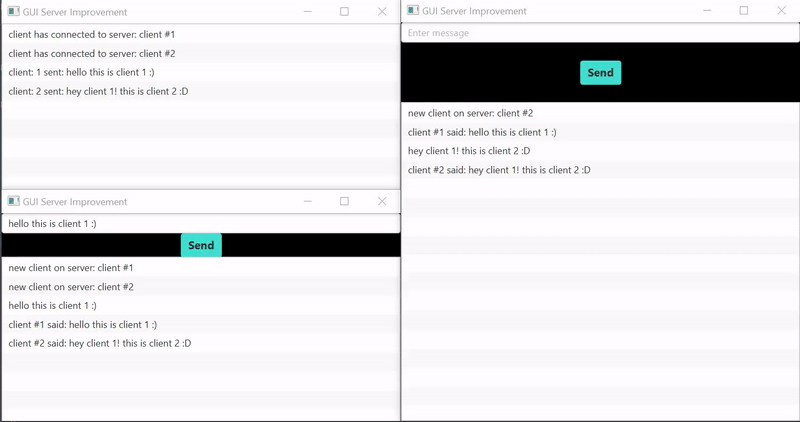 GUI Server Improvement
client has connected to server: client #1
client has connected to server: client #2
client: 1 sent: hello this is client 1 :)
client: 2 sent: hey client 1! this is client 2 :D
GUI Server Improvement
hello this is client 1 :)
Send
new client on server: client #1
new client on server: client #2
hello this is client 1 :)
client #1 said: hello this is client 1 :)
client #2 said: hey client 1! this is client 2 :D
GUI Server Improvement
Enter message
Send
new client on server: client #2
client #1 said: hello this is client 1 :)
hey client 1! this is client 2 :D
client #2 said: hey client 1! this is client 2 :D